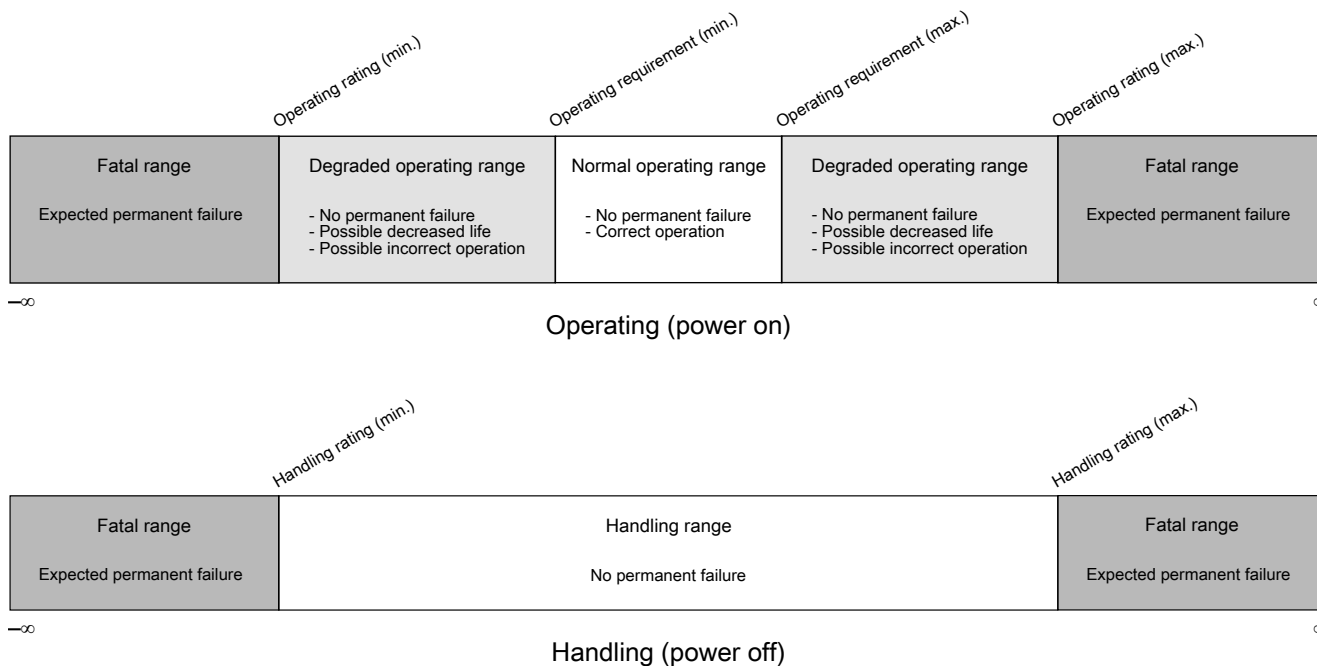 Operating rating (min.)
Operating requirement (min.)
Operating requirement (max.)
Operating rating (max.)
Fatal range
Degraded operating range
Normal operating range
Degraded operating range
Fatal range
Expected permanent failure
- No permanent failure
- Possible decreased life
- Possible incorrect operation
- No permanent failure
- Correct operation
- No permanent failure
- Possible decreased life
- Possible incorrect operation
Expected permanent failure
–∞
Operating (power on)
Handling rating (min.)
Handling rating (max.)
Fatal range
Handling range
Fatal range
Expected permanent failure
No permanent failure
Expected permanent failure
–∞
Handling (power off)